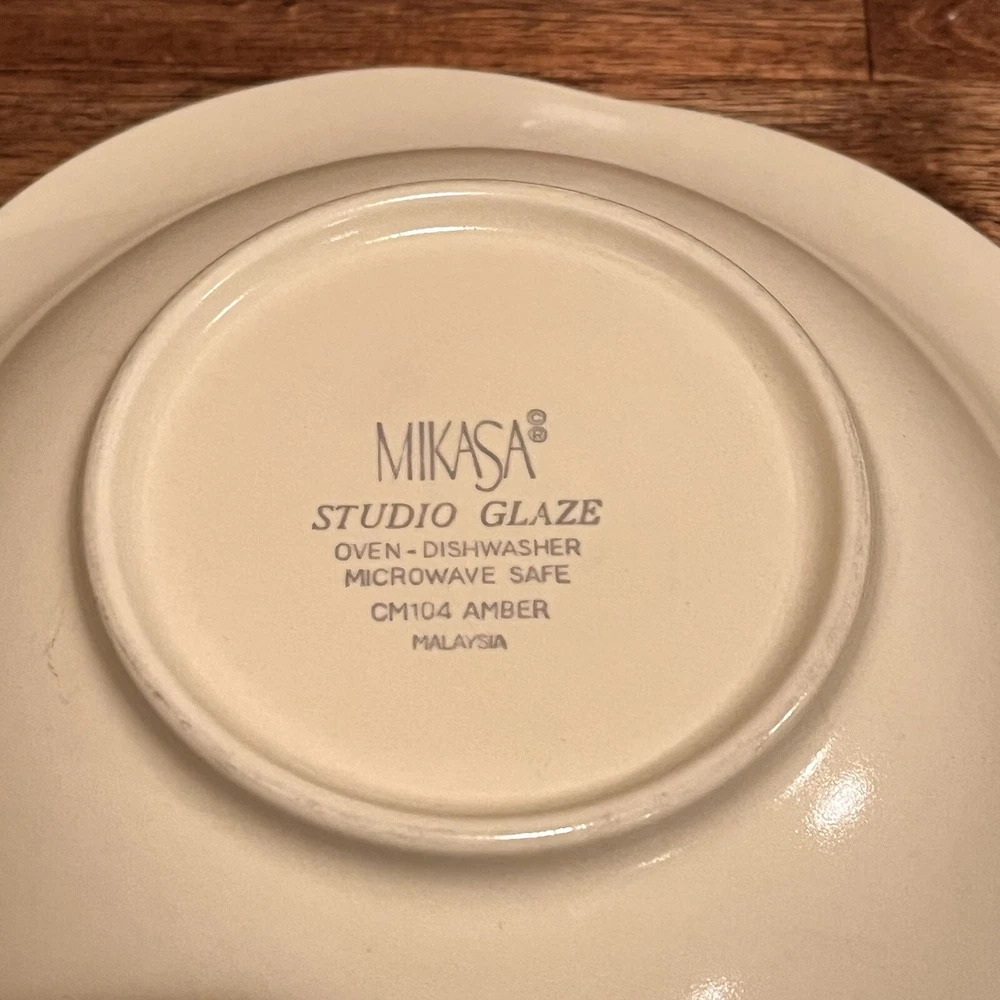 MIKASA©®
STUDIO GLAZE
OVEN-DISHWASHER
MICROWAVE SAFE
CM104 AMBER
MALAYSIA